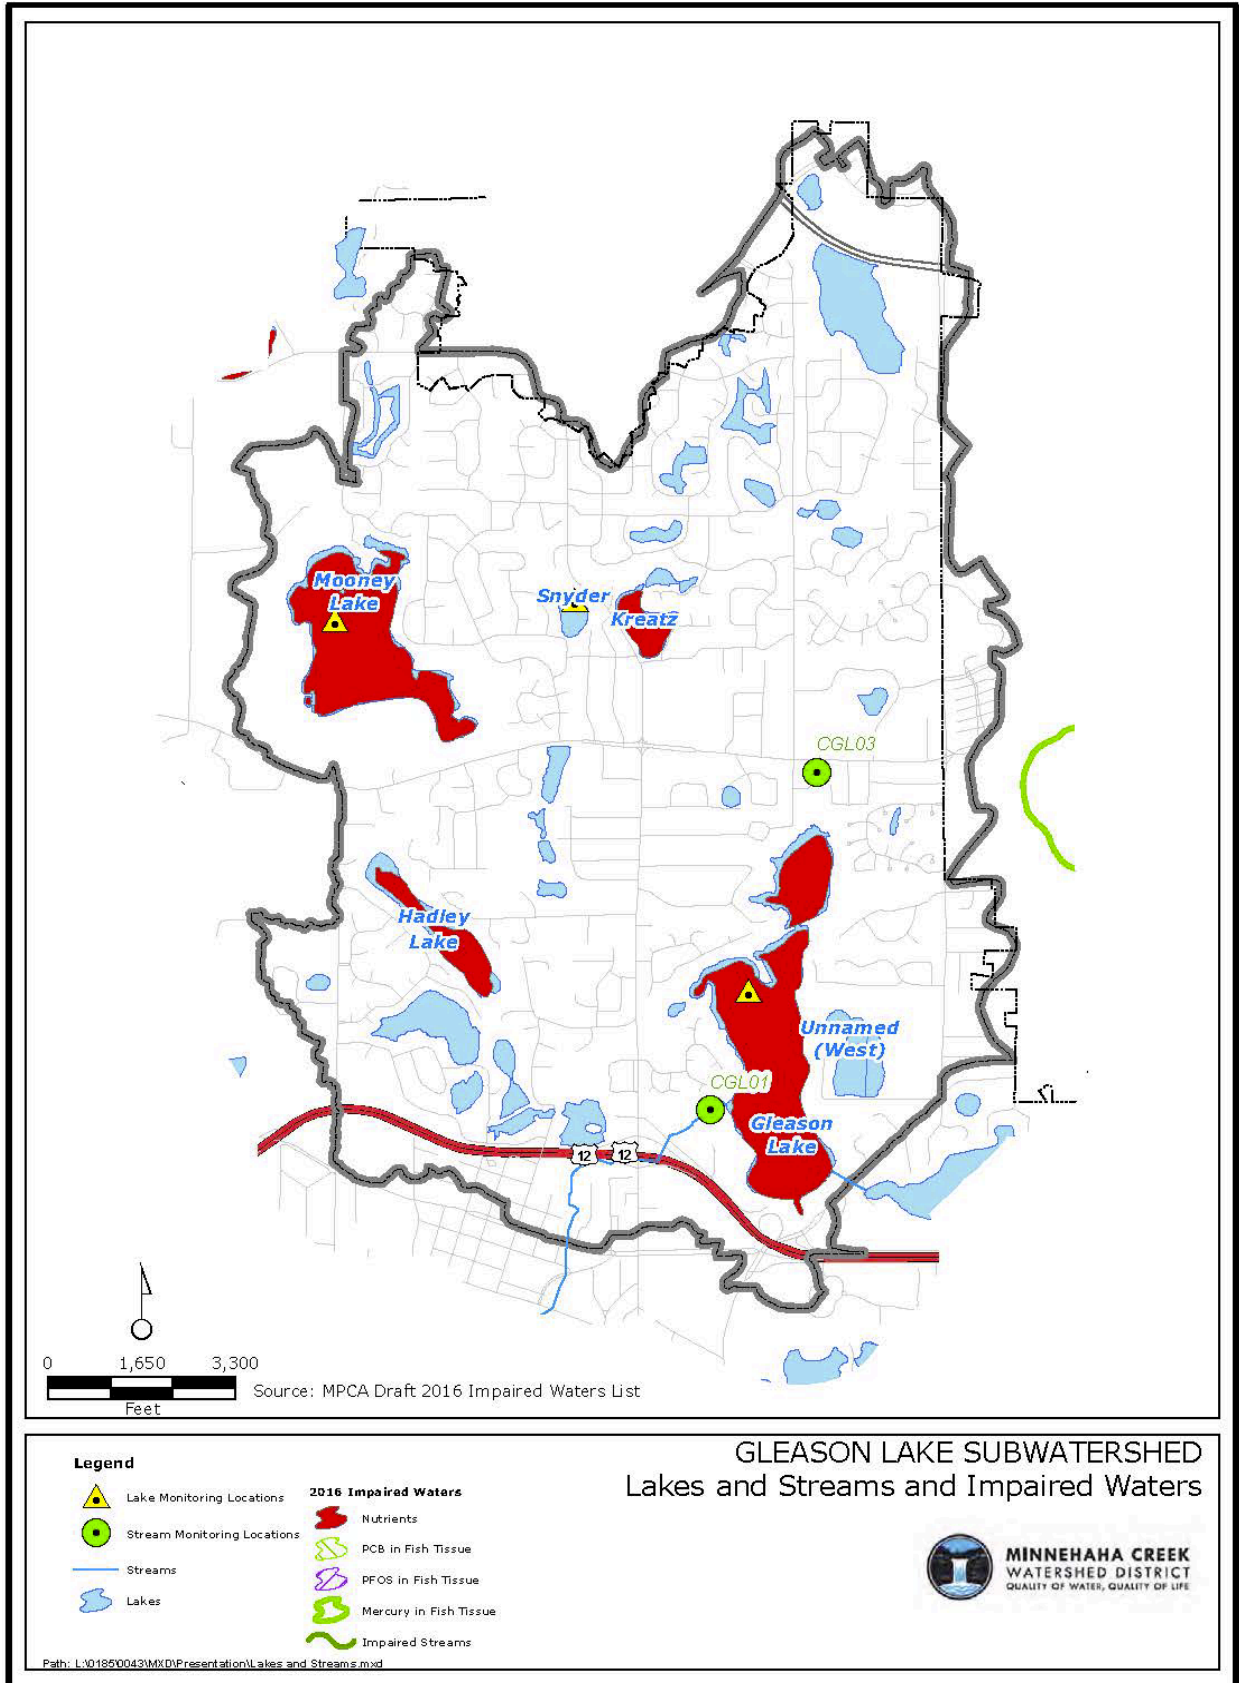 Mooney
Lake
Snyder
Kreatz
CGL03
Hadley
Lake
Unnamed
(West)
CGL01
Gleason
Lake
12
12
0 1,650 3,300
Feet
Source: MPCA Draft 2016 Impaired Waters List
GLEASON LAKE SUBWATERSHED
Lakes and Streams and Impaired Waters
Legend
Lake Monitoring Locations
Stream Monitoring Locations
Streams
Lakes
2016 Impaired Waters
Nutrients
PCB in Fish Tissue
PFOS in Fish Tissue
Mercury in Fish Tissue
Impaired Streams
MINNEHAHA CREEK
WATERSHED DISTRICT
QUALITY OF WATER, QUALITY OF LIFE
Path: L:\0185\0043\MXD\Presentation\Lakes and Streams.mxd